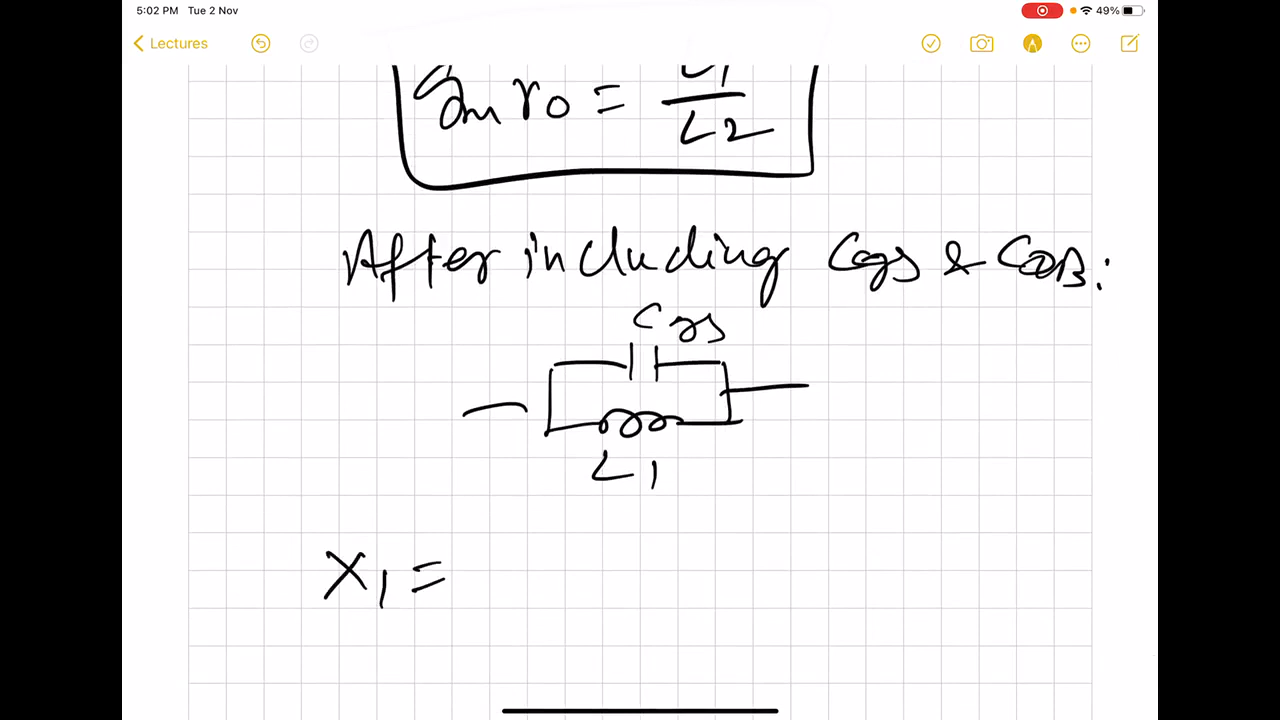 5:02 PM Tue 2 Nov 49%
Lectures
gm ro = L1 / L2
After including Cgs & CDB:
Cgs
L1
X1 =